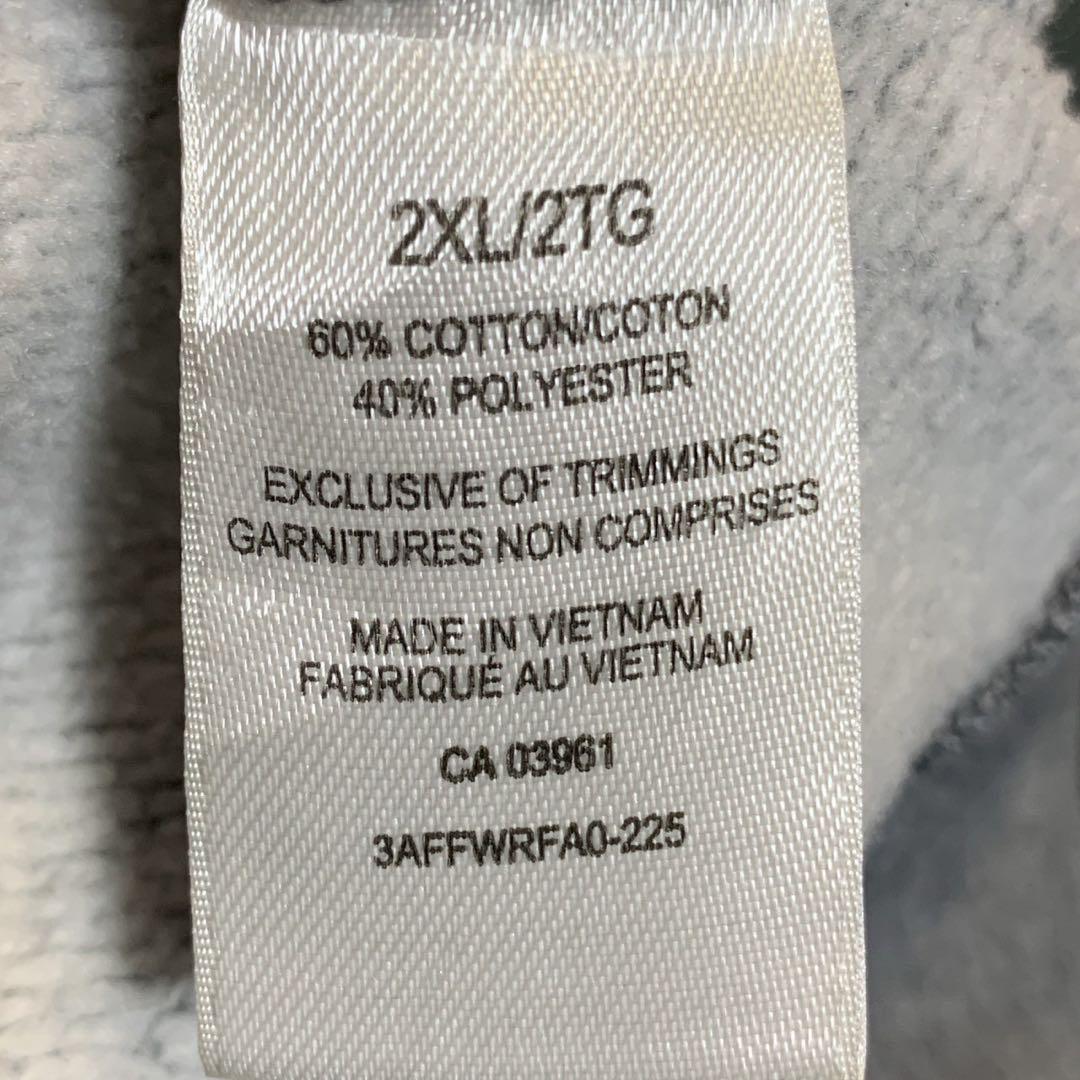 2XL/2TG
60% COTTON/COTON
40% POLYESTER
EXCLUSIVE OF TRIMMINGS
GARNITURES NON COMPRISES
MADE IN VIETNAM
FABRIQUÉ AU VIETNAM
CA 03961
3AFFWRFA0-225